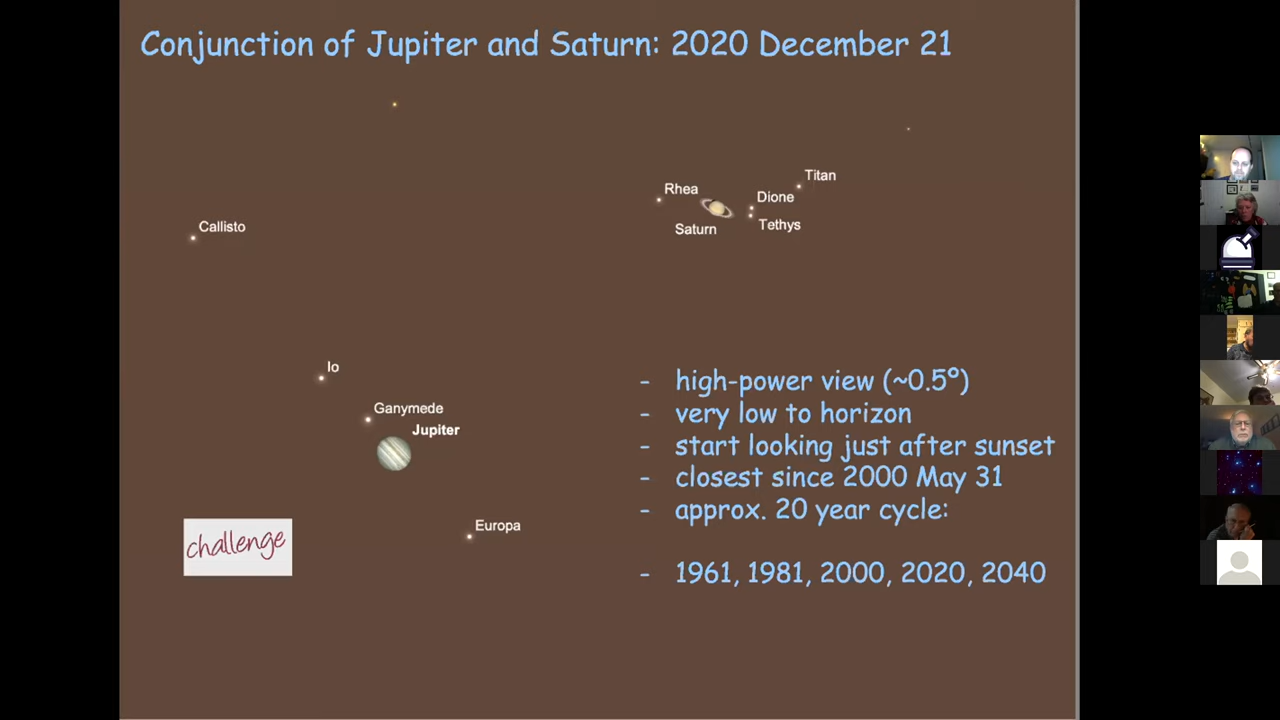 Conjunction of Jupiter and Saturn: 2020 December 21
Titan
Rhea
Dione
Saturn
Tethys
Callisto
Io
Ganymede
Jupiter
Europa
challenge
- high-power view (~0.5º)
- very low to horizon
- start looking just after sunset
- closest since 2000 May 31
- approx. 20 year cycle:
- 1961, 1981, 2000, 2020, 2040